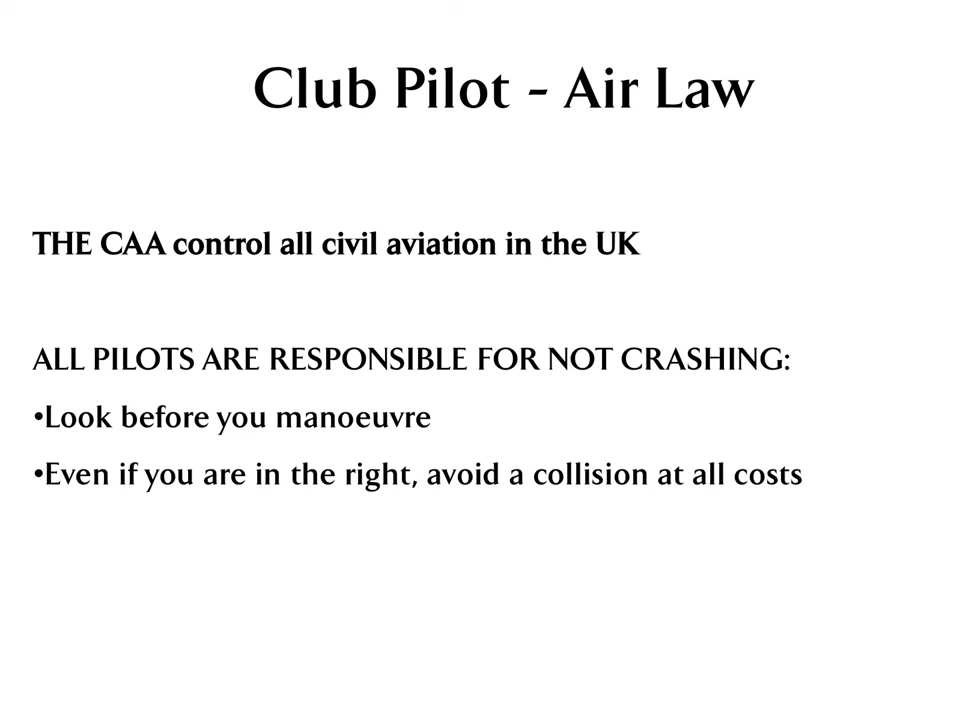 Club Pilot - Air Law
THE CAA control all civil aviation in the UK
ALL PILOTS ARE RESPONSIBLE FOR NOT CRASHING:
•Look before you manoeuvre
•Even if you are in the right, avoid a collision at all costs